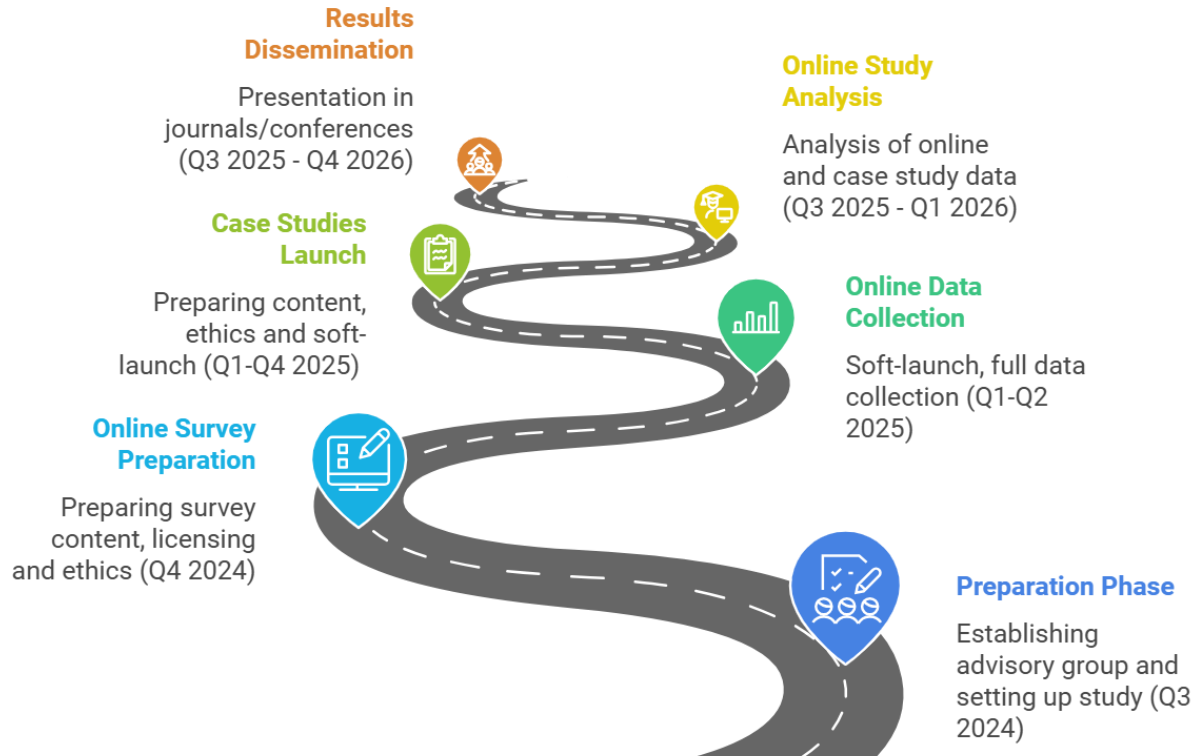 Results
Dissemination
Presentation in
journals/conferences
(Q3 2025 - Q4 2026)
Online Study
Analysis
Analysis of online
and case study data
(Q3 2025 - Q1 2026)
Case Studies
Launch
Preparing content,
ethics and soft-
launch (Q1-Q4 2025)
Online Data
Collection
Soft-launch, full data
collection (Q1-Q2
2025)
Online Survey
Preparation
Preparing survey
content, licensing
and ethics (Q4 2024)
Preparation Phase
Establishing
advisory group and
setting up study (Q3
2024)